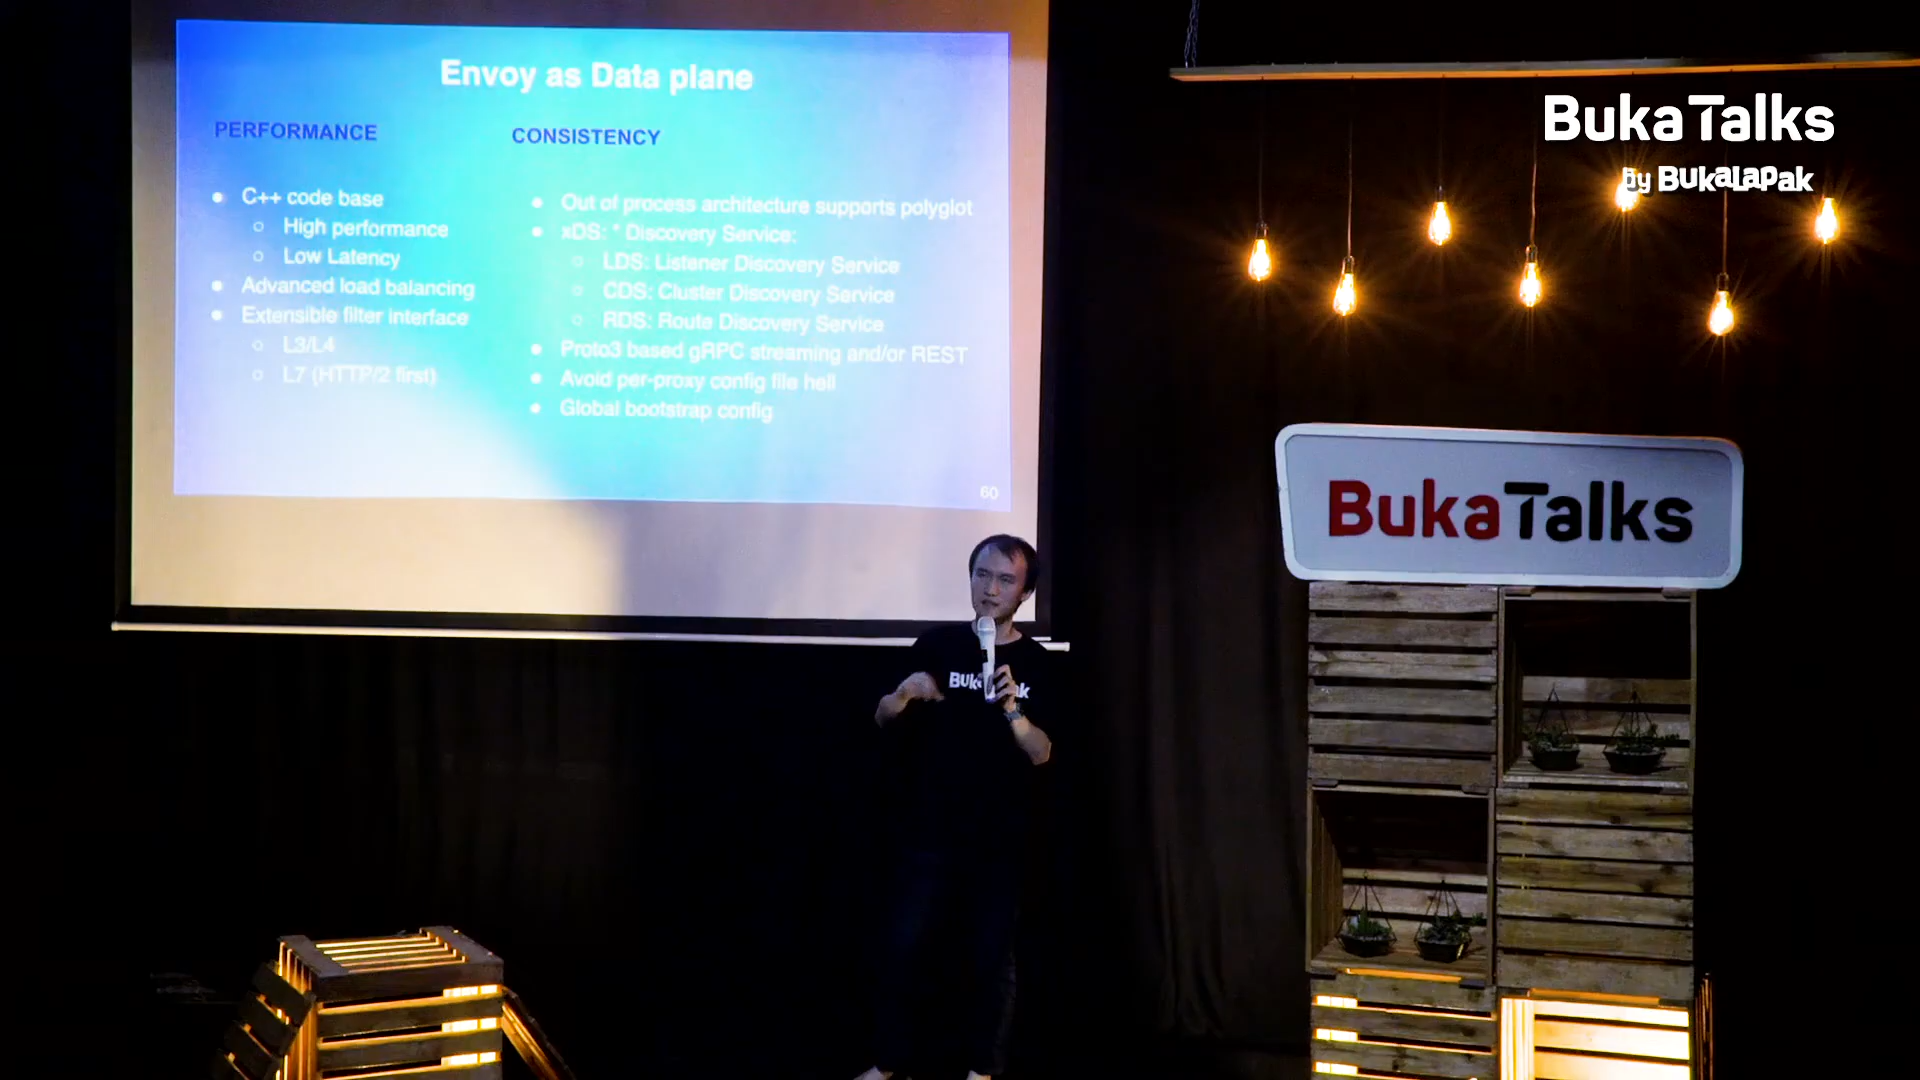 Envoy as Data plane
PERFORMANCE
C++ code base
High performance
Low Latency
Advanced load balancing
Extensible filter interface
L3/L4
L7 (HTTP/2 first)
CONSISTENCY
Out of process architecture supports polyglot
xDS: * Discovery Service:
LDS: Listener Discovery Service
CDS: Cluster Discovery Service
RDS: Route Discovery Service
Proto3 based gRPC streaming and/or REST
Avoid per-proxy config file hell
Global bootstrap config
60
BukaTalks
by BukaLapak
BukaTalks